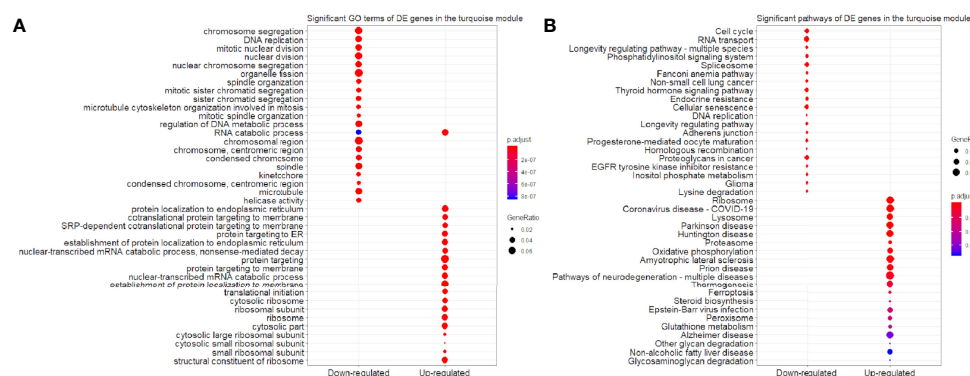 A
Significant GO terms of DE genes in the turquoise module
chromosome segregation
DNA replication
mitotic nuclear division
nuclear division
nuclear chromosome segregation
organelle fission
spindle organization
mitotic sister chromatid segregation
sister chromatid segregation
microtubule cytoskeleton organization involved in mitosis
mitotic spindle organization
regulation of DNA metabolic process
RNA catabolic process
chromosomal region
chromosome, centromeric region
condensed chromosome
spindle
kinetochore
condensed chromosome, centromeric region
microtubule
helicase activity
protein localization to endoplasmic reticulum
cotranslational protein targeting to membrane
SRP-dependent cotranslational protein targeting to membrane
protein targeting to ER
establishment of protein localization to endoplasmic reticulum
nuclear-transcribed mRNA catabolic process, nonsense-mediated decay
protein targeting
protein targeting to membrane
nuclear-transcribed mRNA catabolic process
establishment of protein localization to membrane
translational initiation
cytosolic ribosome
ribosomal subunit
ribosome
cytosolic part
cytosolic large ribosomal subunit
cytosolic small ribosomal subunit
small ribosomal subunit
structural constituent of ribosome
Down-regulated Up-regulated
p.adjust
2e-07
4e-07
6e-07
8e-07
GeneRatio
0.02
0.04
0.06
B
Significant pathways of DE genes in the turquoise module
Cell cycle
RNA transport
Longevity regulating pathway - multiple species
Phosphatidylinositol signaling system
Spliceosome
Fanconi anemia pathway
Non-small cell lung cancer
Thyroid hormone signaling pathway
Endocrine resistance
Cellular senescence
DNA replication
Longevity regulating pathway
Adherens junction
Progesterone-mediated oocyte maturation
Homologous recombination
Proteoglycans in cancer
EGFR tyrosine kinase inhibitor resistance
Inositol phosphate metabolism
Glioma
Lysine degradation
Ribosome
Coronavirus disease - COVID-19
Lysosome
Parkinson disease
Huntington disease
Proteasome
Oxidative phosphorylation
Amyotrophic lateral sclerosis
Prion disease
Pathways of neurodegeneration - multiple diseases
Thermogenesis
Ferroptosis
Steroid biosynthesis
Epstein-Barr virus infection
Peroxisome
Glutathione metabolism
Alzheimer disease
Other glycan degradation
Non-alcoholic fatty liver disease
Glycosaminoglycan degradation
Down-regulated Up-regulated
GeneR
0.
0.
0.
p.adju
0.
0.
0.